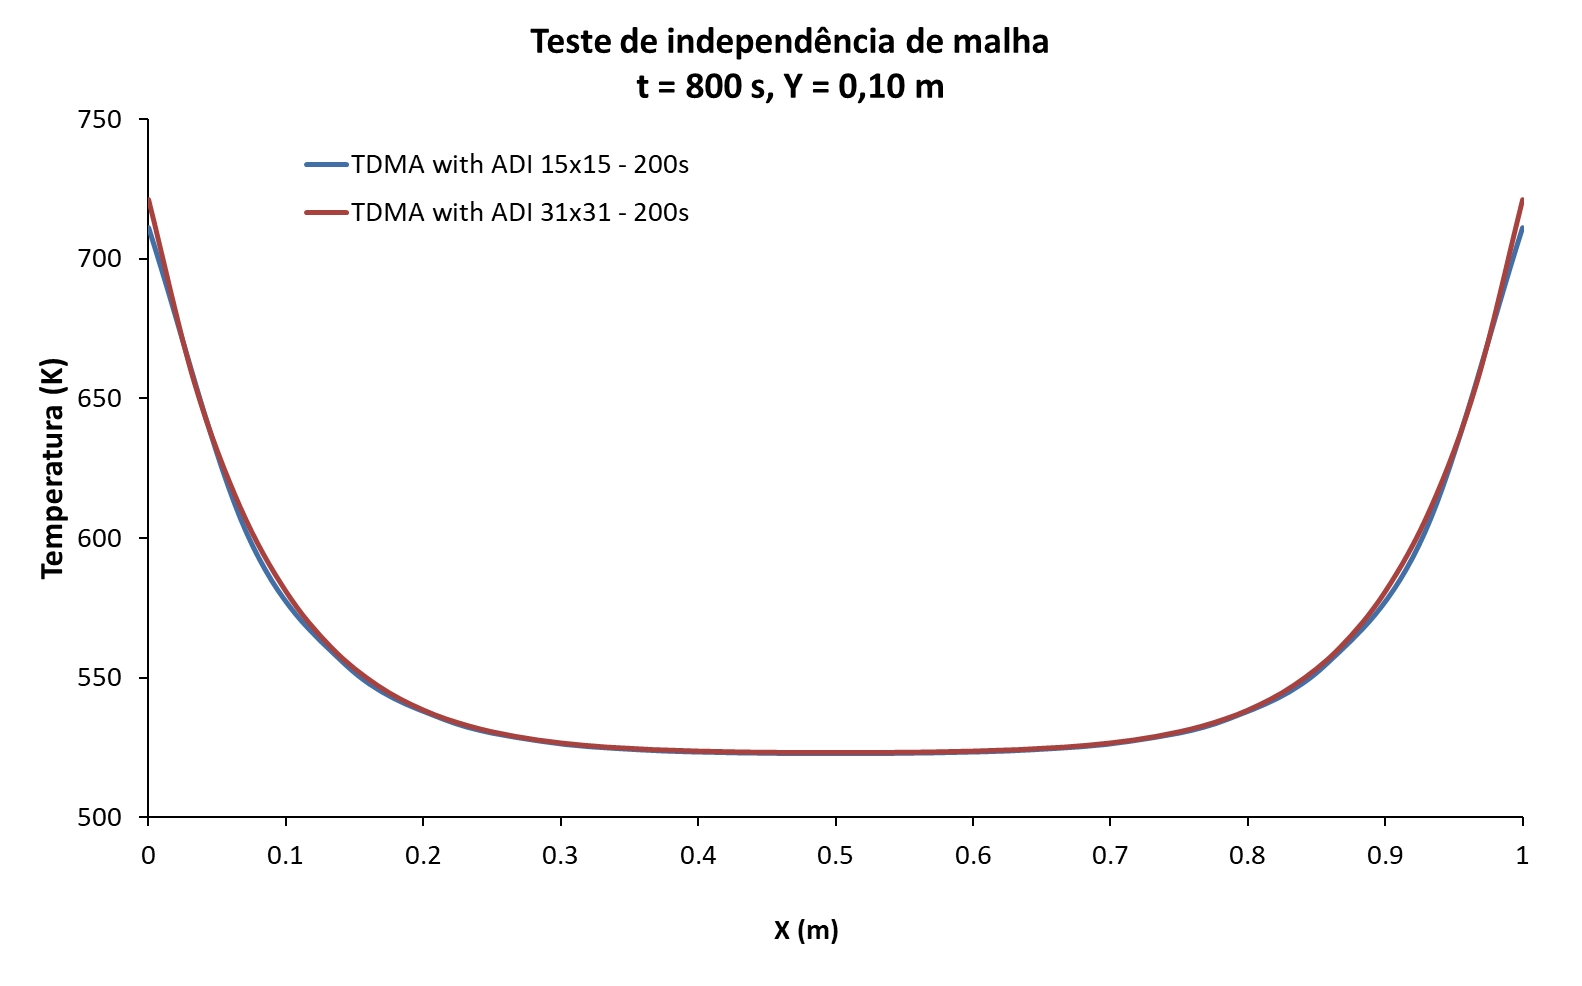 Teste de independência de malha
t = 800 s, Y = 0,10 m
750
TDMA with ADI 15x15 - 200s
TDMA with ADI 31x31 - 200s
700
650
Temperatura (K)
600
550
500
0 0.1 0.2 0.3 0.4 0.5 0.6 0.7 0.8 0.9 1
X (m)